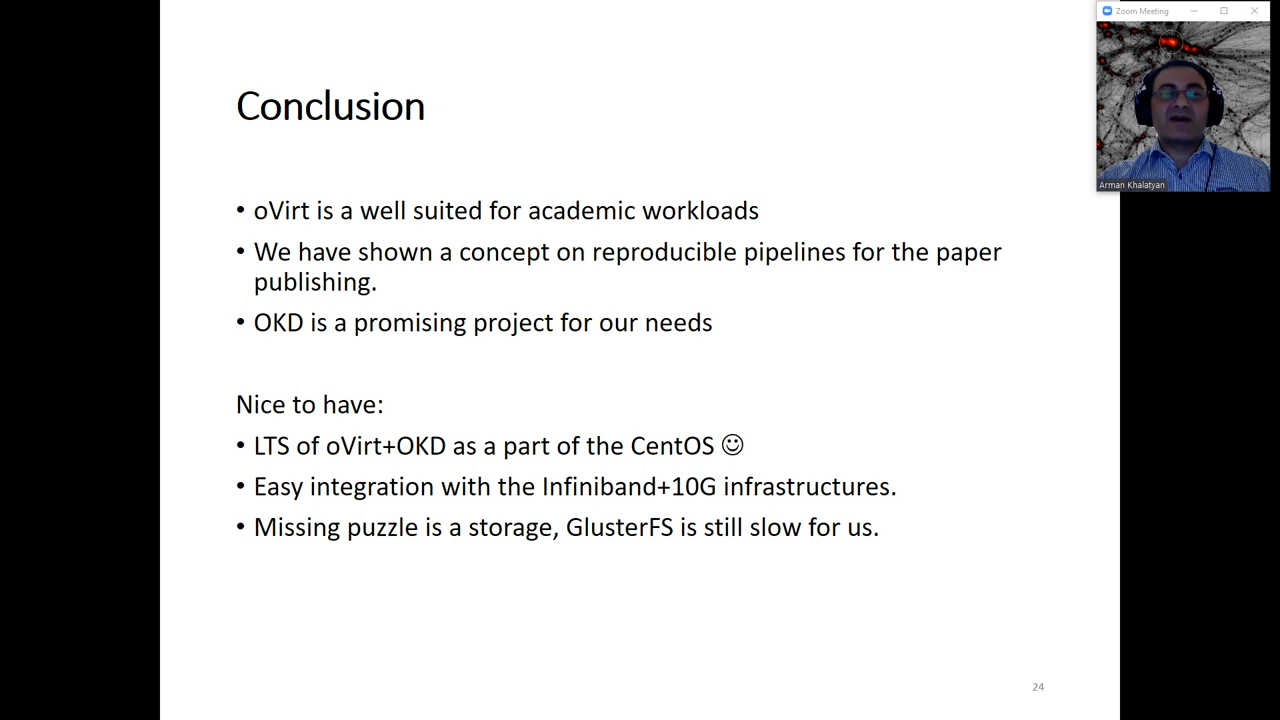 Zoom Meeting
Arman Khalatyan
Conclusion
• oVirt is a well suited for academic workloads
• We have shown a concept on reproducible pipelines for the paper
publishing.
• OKD is a promising project for our needs
Nice to have:
• LTS of oVirt+OKD as a part of the CentOS ☺
• Easy integration with the Infiniband+10G infrastructures.
• Missing puzzle is a storage, GlusterFS is still slow for us.
24